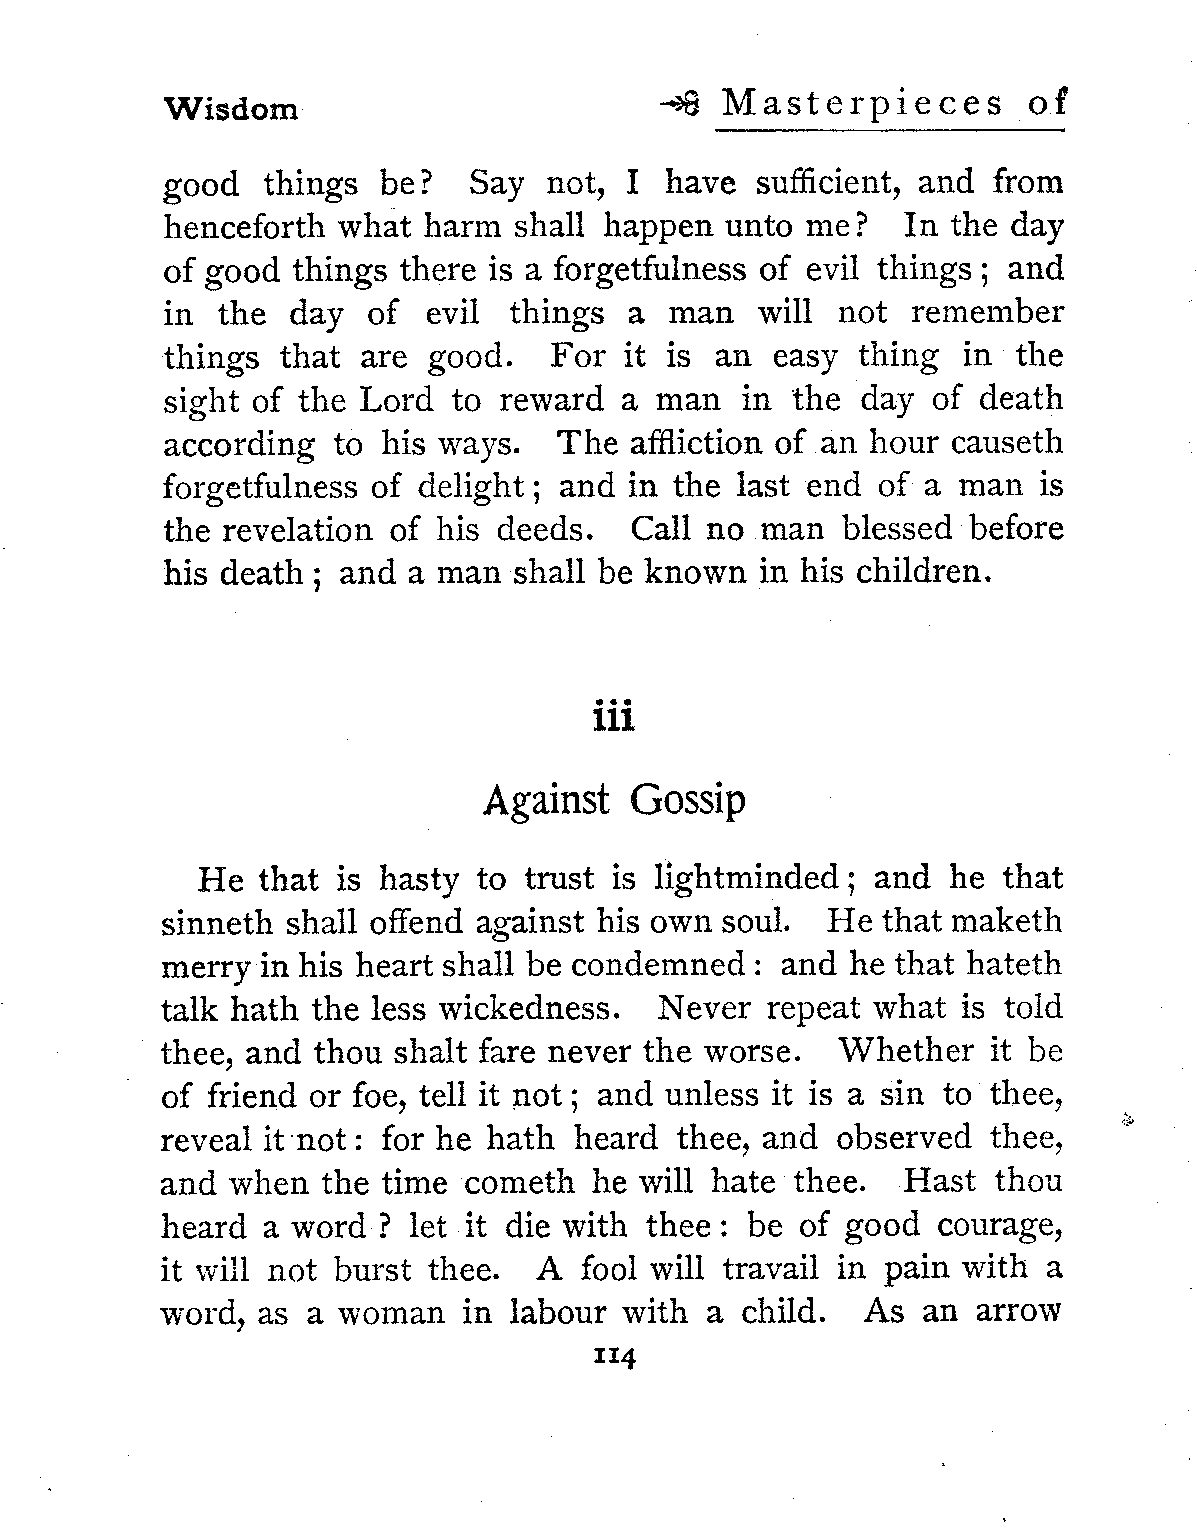 Wisdom Masterpieces of
good things be? Say not, I have sufficient, and from
henceforth what harm shall happen unto me? In the day
of good things there is a forgetfulness of evil things; and
in the day of evil things a man will not remember
things that are good. For it is an easy thing in the
sight of the Lord to reward a man in the day of death
according to his ways. The affliction of an hour causeth
forgetfulness of delight; and in the last end of a man is
the revelation of his deeds. Call no man blessed before
his death; and a man shall be known in his children.
iii
Against Gossip
He that is hasty to trust is lightminded; and he that
sinneth shall offend against his own soul. He that maketh
merry in his heart shall be condemned: and he that hateth
talk hath the less wickedness. Never repeat what is told
thee, and thou shalt fare never the worse. Whether it be
of friend or foe, tell it not; and unless it is a sin to thee,
reveal it not: for he hath heard thee, and observed thee,
and when the time cometh he will hate thee. Hast thou
heard a word? let it die with thee: be of good courage,
it will not burst thee. A fool will travail in pain with a
word, as a woman in labour with a child. As an arrow
114